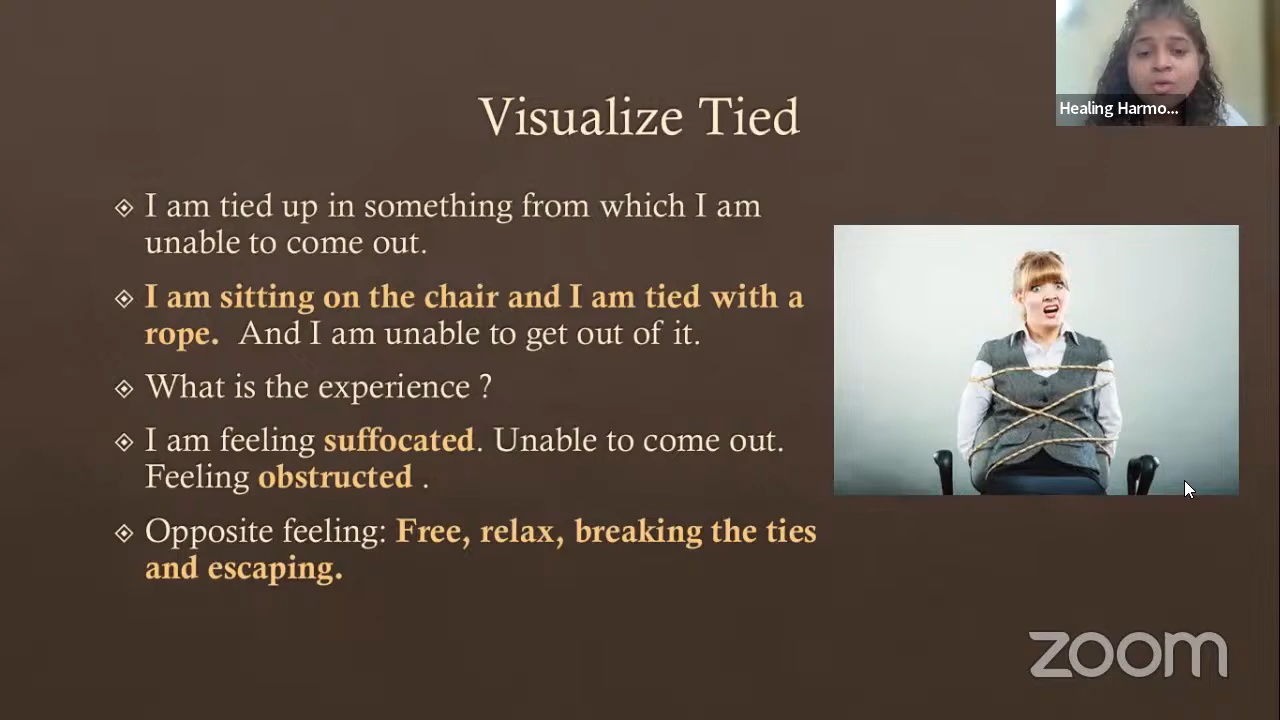 Healing Harmo...
Visualize Tied
I am tied up in something from which I am
unable to come out.
I am sitting on the chair and I am tied with a
rope. And I am unable to get out of it.
What is the experience ?
I am feeling suffocated. Unable to come out.
Feeling obstructed .
Opposite feeling: Free, relax, breaking the ties
and escaping.
zoom